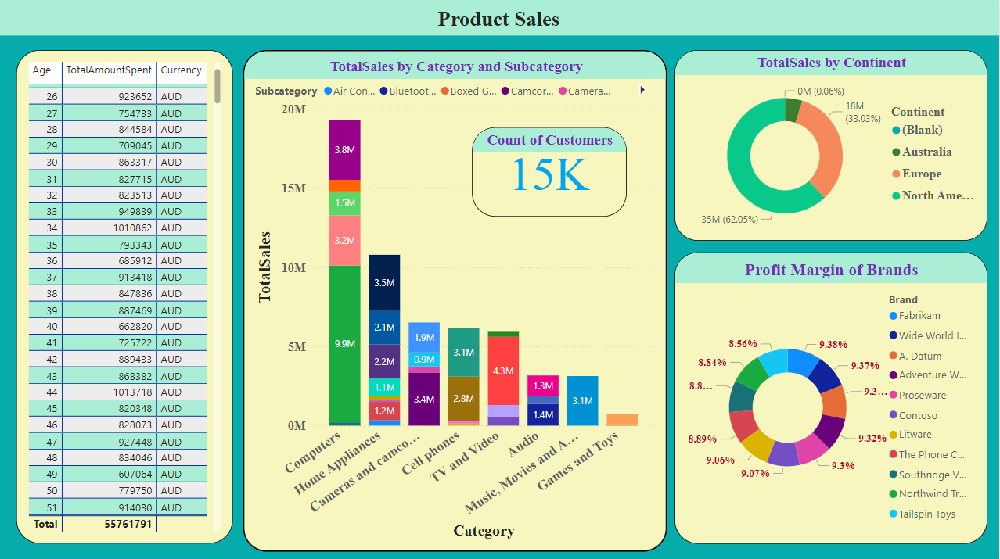 Product Sales
Age TotalAmountSpent Currency
26 923652 AUD
27 754733 AUD
28 844584 AUD
29 709045 AUD
30 863317 AUD
31 827715 AUD
32 823513 AUD
33 949839 AUD
34 1010862 AUD
35 793343 AUD
36 685912 AUD
37 913418 AUD
38 847836 AUD
39 887469 AUD
40 662820 AUD
41 725722 AUD
42 889433 AUD
43 868382 AUD
44 1013718 AUD
45 820348 AUD
46 828073 AUD
47 927448 AUD
48 834046 AUD
49 607064 AUD
50 779750 AUD
51 914030 AUD
Total 55761791
TotalSales by Category and Subcategory
Subcategory Air Con... Bluetoot... Boxed G... Camcor... Camera...
20M
15M
10M
5M
0M
TotalSales
3.8M
1.5M
3.2M
9.9M
3.5M
2.1M
2.2M
1.1M
1.2M
1.9M
0.9M
3.4M
3.1M
2.8M
4.3M
1.3M
1.4M
3.1M
Computers
Home Appliances
Cameras and camco...
Cell phones
TV and Video
Audio
Music, Movies and A...
Games and Toys
Category
Count of Customers
15K
TotalSales by Continent
0M (0.06%)
18M
(33.03%)
35M (62.05%)
Continent
(Blank)
Australia
Europe
North Ame...
Profit Margin of Brands
9.38%
9.37%
9.3...
9.32%
9.3%
9.07%
9.06%
8.89%
8.8...
8.84%
8.56%
Brand
Fabrikam
Wide World I...
A. Datum
Adventure W...
Proseware
Contoso
Litware
The Phone C...
Southridge V...
Northwind Tr...
Tailspin Toys